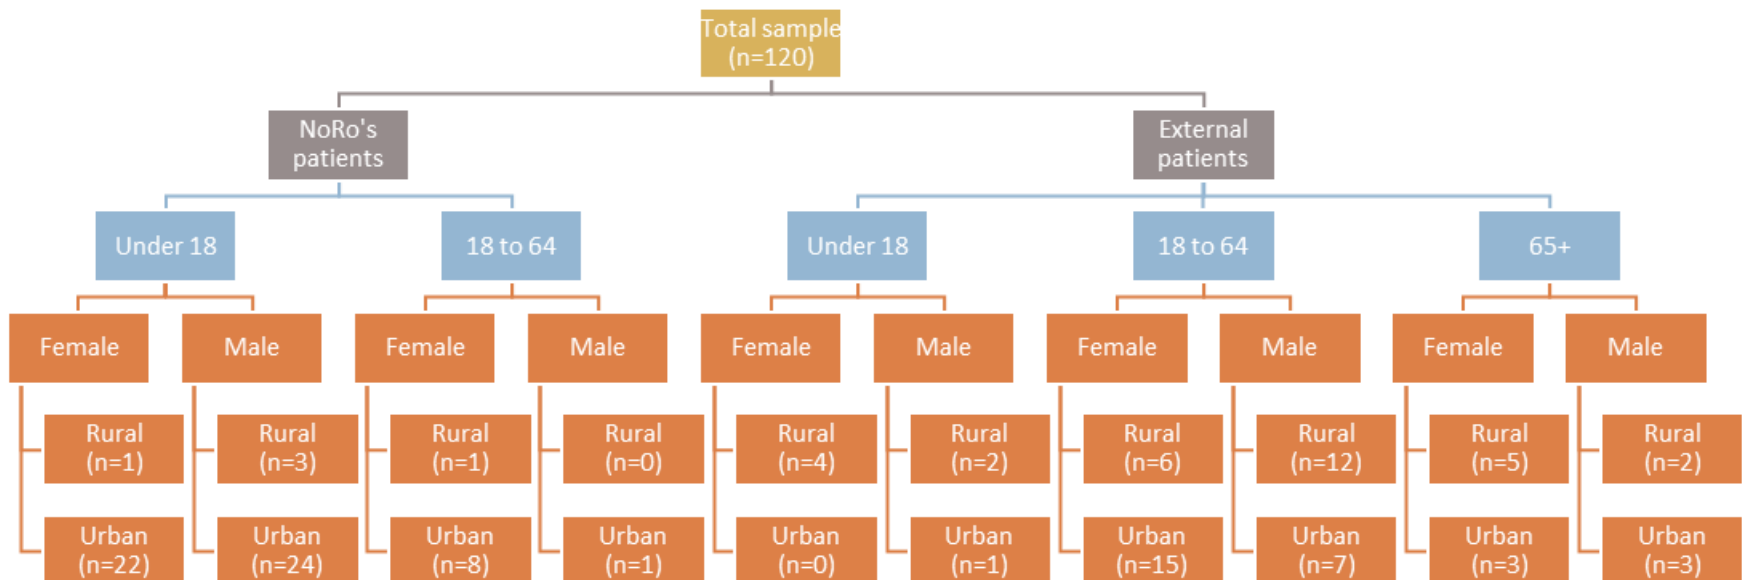 Total sample
(n=120)
NoRo's
patients
External
patients
Under 18
18 to 64
Under 18
18 to 64
65+
Female
Male
Female
Male
Female
Male
Female
Male
Female
Male
Rural
(n=1)
Rural
(n=3)
Rural
(n=1)
Rural
(n=0)
Rural
(n=4)
Rural
(n=2)
Rural
(n=6)
Rural
(n=12)
Rural
(n=5)
Rural
(n=2)
Urban
(n=22)
Urban
(n=24)
Urban
(n=8)
Urban
(n=1)
Urban
(n=0)
Urban
(n=1)
Urban
(n=15)
Urban
(n=7)
Urban
(n=3)
Urban
(n=3)